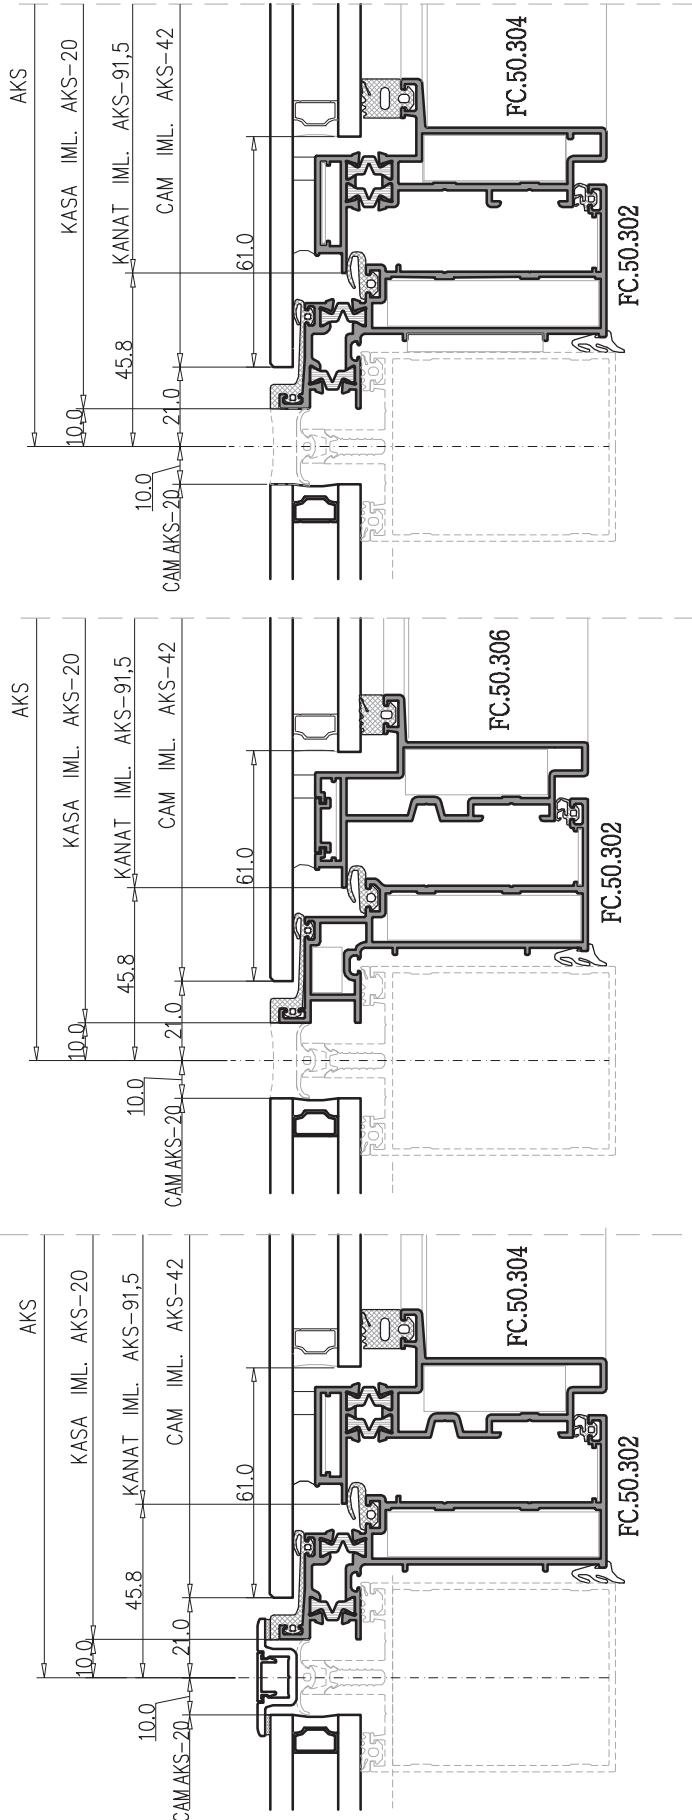 AKS
KASA IML. AKS-20
KANAT IML. AKS-91,5
CAM IML. AKS-42
61.0
45.8
21.0
10.0
10.0
CAM AKS-20
FC.50.304
FC.50.302
AKS
KASA IML. AKS-20
KANAT IML. AKS-91,5
CAM IML. AKS-42
61.0
45.8
21.0
10.0
10.0
CAM AKS-20
FC.50.306
FC.50.302
AKS
KASA IML. AKS-20
KANAT IML. AKS-91,5
CAM IML. AKS-42
61.0
45.8
21.0
10.0
10.0
CAM AKS-20
FC.50.304
FC.50.302